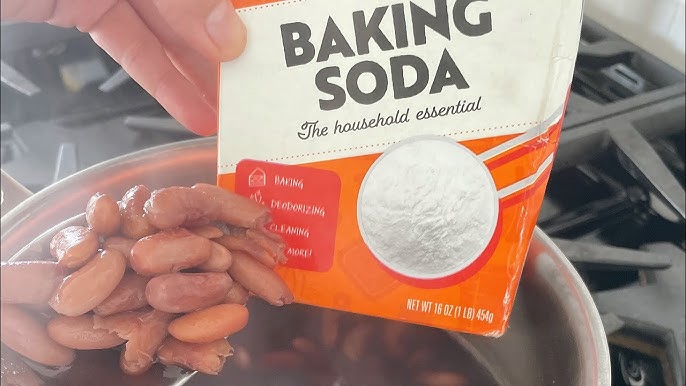 BAKING
SODA
The household essential
BAKING
DEODORIZING
CLEANING
MORE!
NET WT 16 OZ (1 LB) 454g